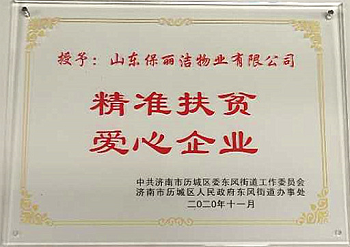 授予：山东保丽洁物业有限公司
精准扶贫
爱心企业
中共济南市历城区委东风街道工作委员会
济南市历城区人民政府东风街道办事处
二〇二〇年十一月